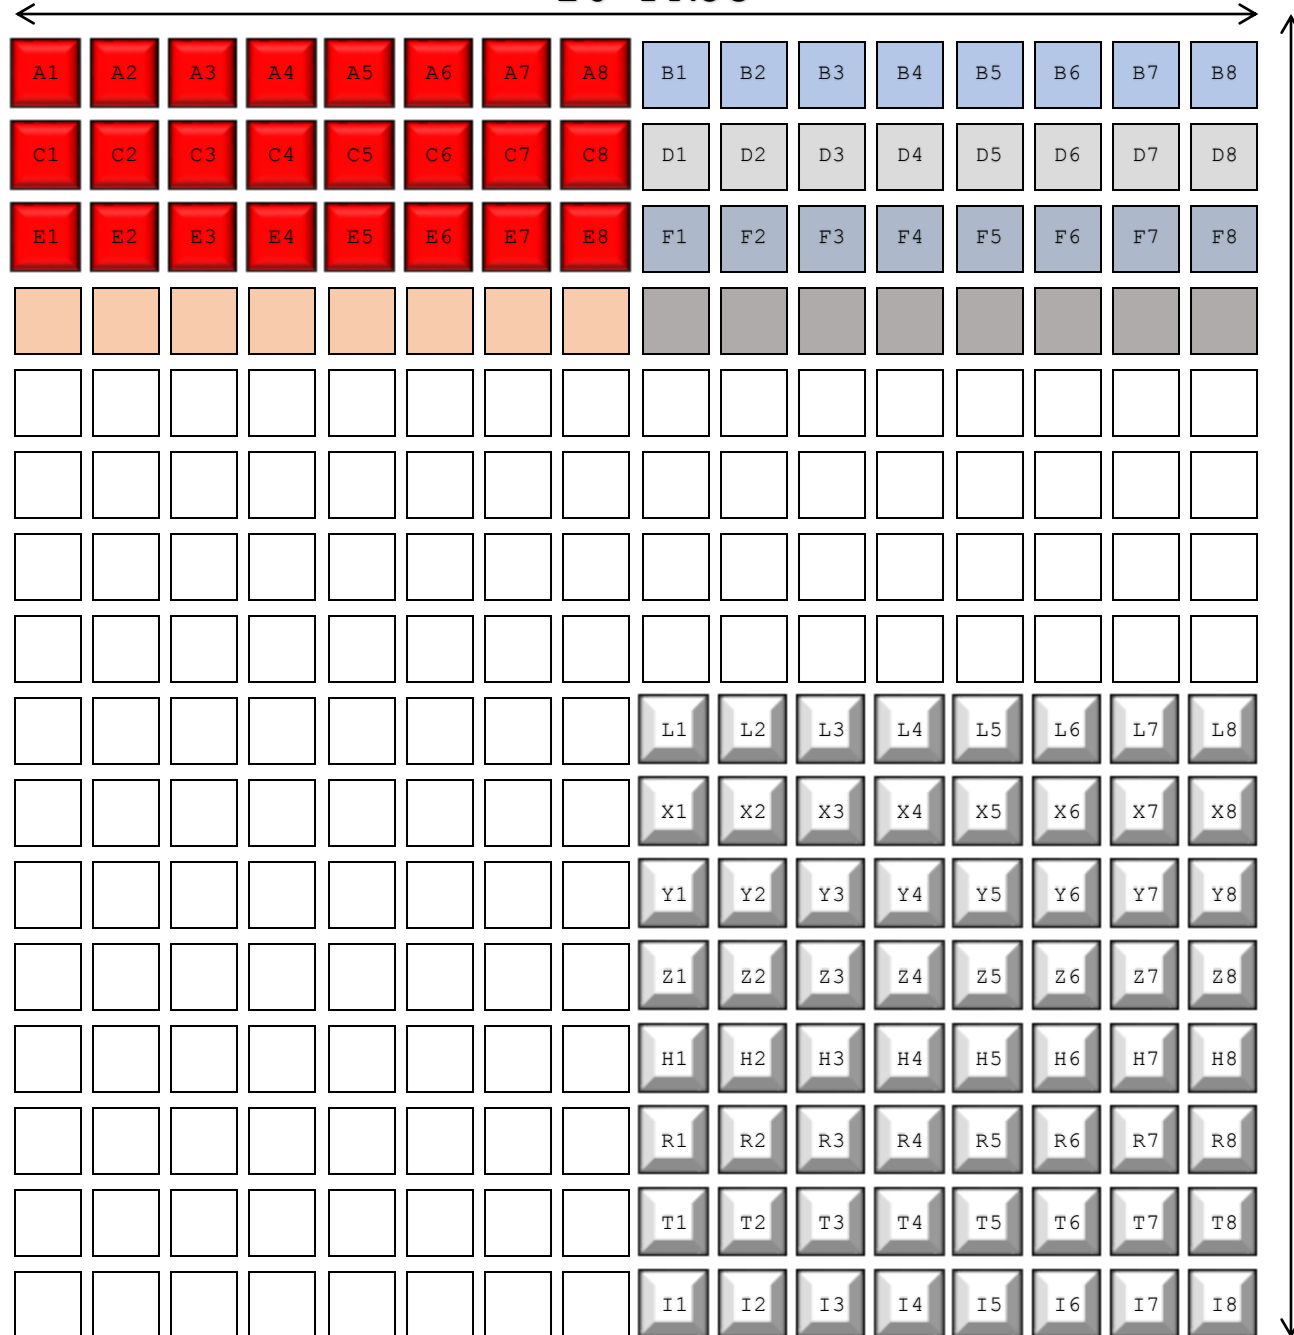 A1 A2 A3 A4 A5 A6 A7 A8 B1 B2 B3 B4 B5 B6 B7 B8
C1 C2 C3 C4 C5 C6 C7 C8 D1 D2 D3 D4 D5 D6 D7 D8
E1 E2 E3 E4 E5 E6 E7 E8 F1 F2 F3 F4 F5 F6 F7 F8
L1 L2 L3 L4 L5 L6 L7 L8
X1 X2 X3 X4 X5 X6 X7 X8
Y1 Y2 Y3 Y4 Y5 Y6 Y7 Y8
Z1 Z2 Z3 Z4 Z5 Z6 Z7 Z8
H1 H2 H3 H4 H5 H6 H7 H8
R1 R2 R3 R4 R5 R6 R7 R8
T1 T2 T3 T4 T5 T6 T7 T8
I1 I2 I3 I4 I5 I6 I7 I8